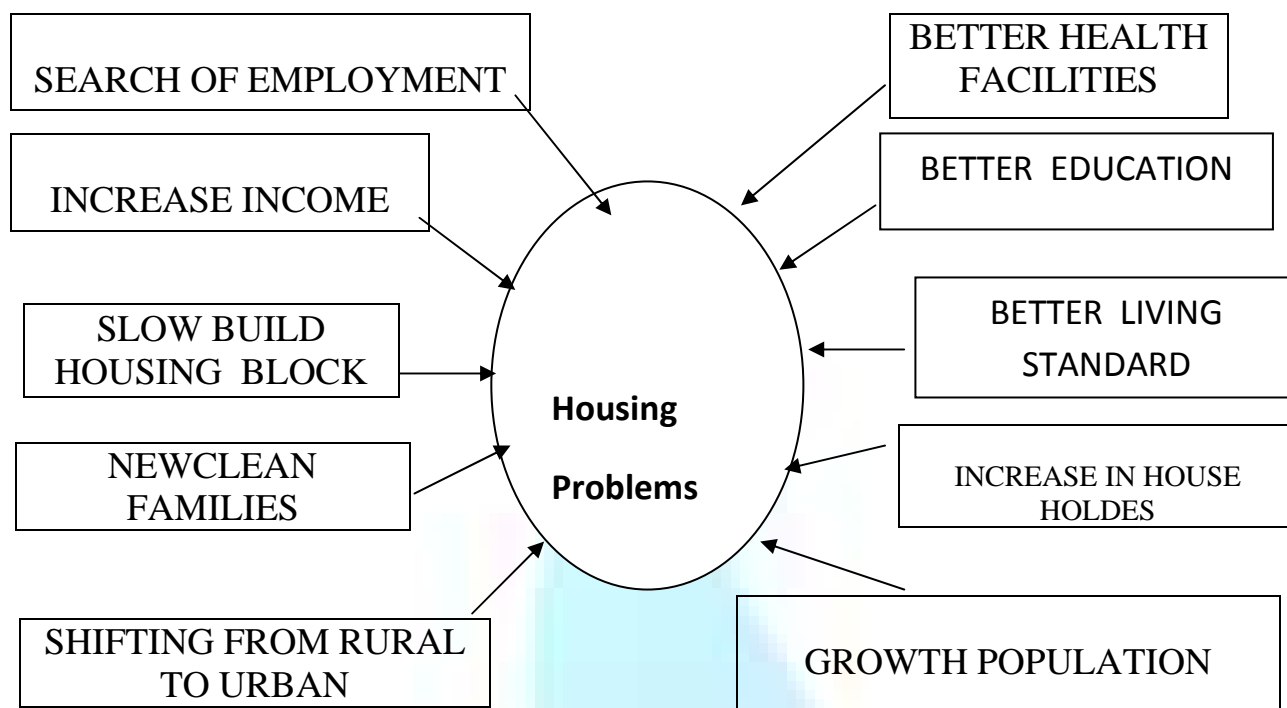 SEARCH OF EMPLOYMENT
INCREASE INCOME
SLOW BUILD
HOUSING BLOCK
NEWCLEAN
FAMILIES
SHIFTING FROM RURAL
TO URBAN
Housing
Problems
BETTER HEALTH
FACILITIES
BETTER EDUCATION
BETTER LIVING
STANDARD
INCREASE IN HOUSE
HOLDES
GROWTH POPULATION